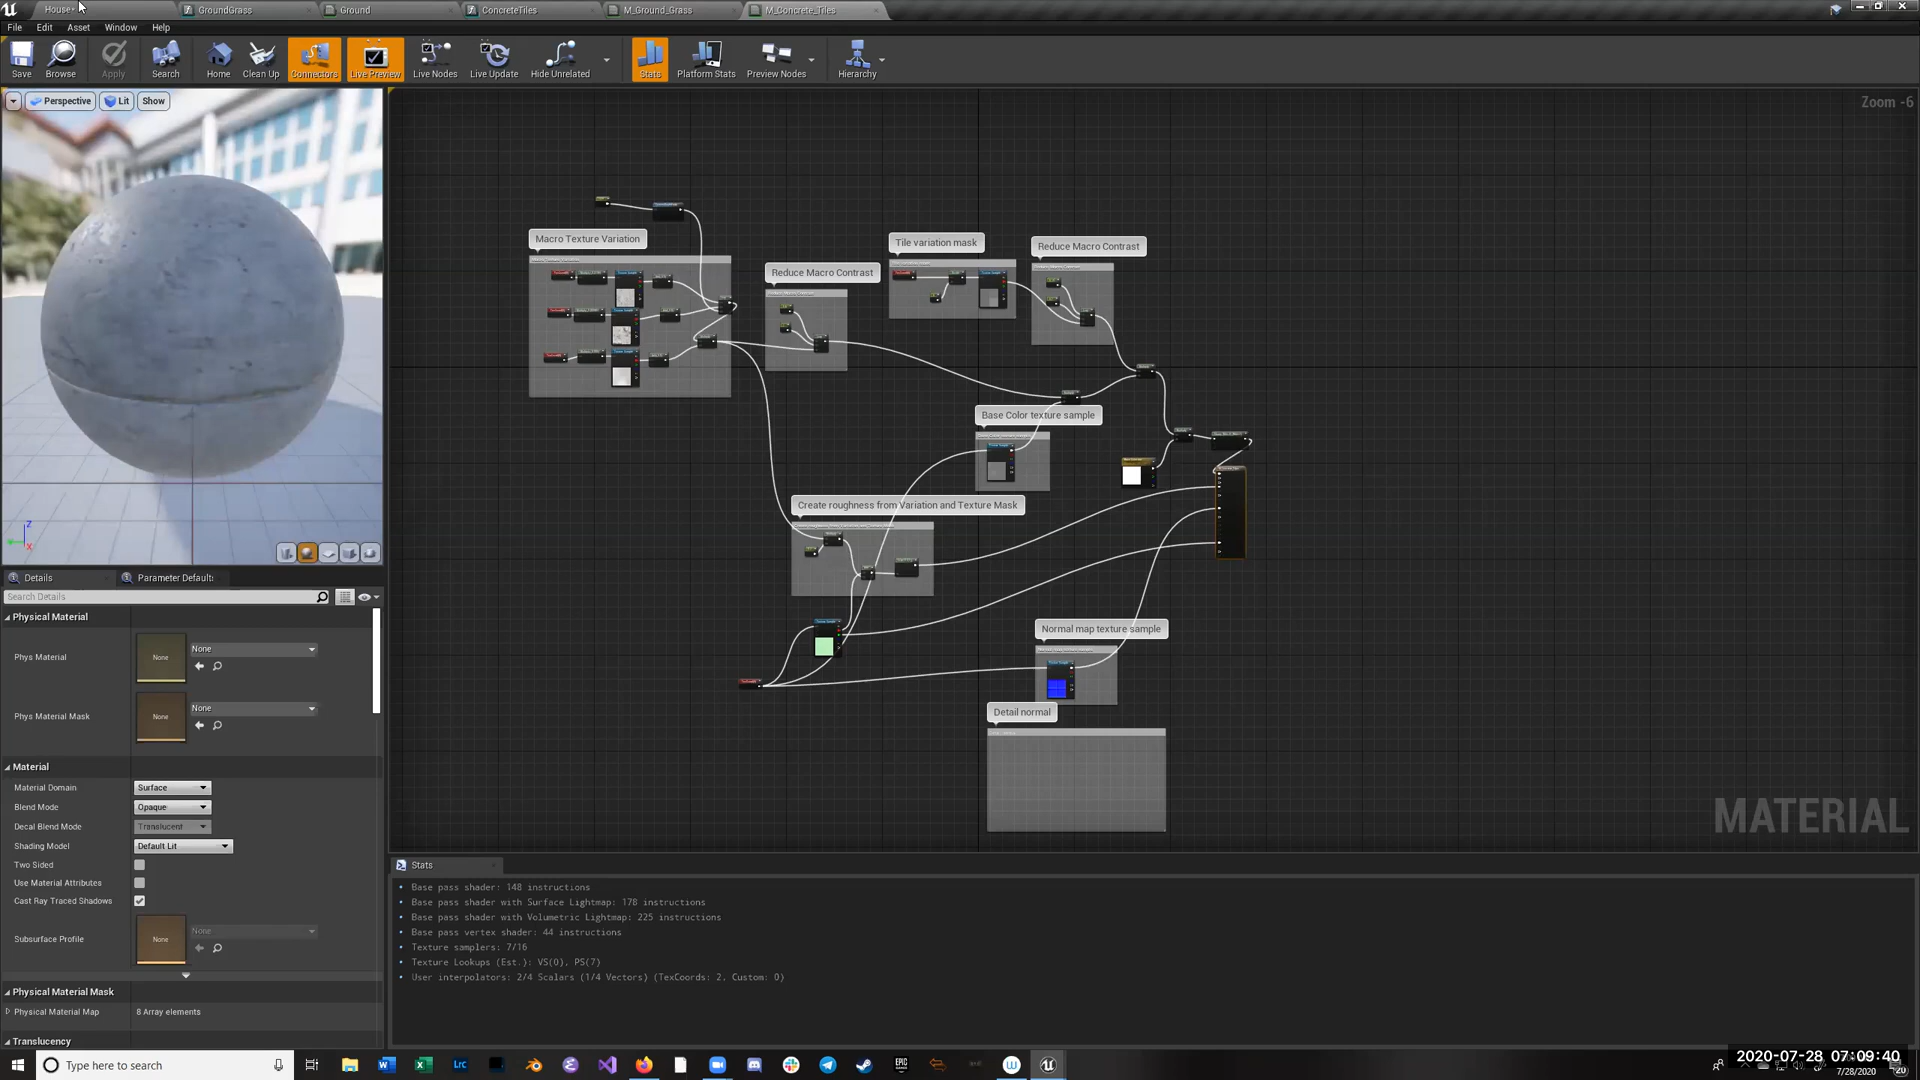 House*
GroundGrass
Ground
ConcreteTiles
M_Ground_Grass
M_Concrete_Tiles
File Edit Asset Window Help
Save Browse Apply Search Home Clean Up Connectors Live Preview Live Nodes Live Update Hide Unrelated Stats Platform Stats Preview Nodes Hierarchy
Perspective Lit Show
Zoom -6
Macro Texture Variation
Tile variation mask
Reduce Macro Contrast
Reduce Macro Contrast
Base Color texture sample
Create roughness from Variation and Texture Mask
Normal map texture sample
Detail normal
MATERIAL
Z
X
Details
Parameter Defaults
Search Details
Physical Material
Phys Material
None
None
Phys Material Mask
None
None
Material
Material Domain
Surface
Blend Mode
Opaque
Decal Blend Mode
Translucent
Shading Model
Default Lit
Two Sided
Use Material Attributes
Cast Ray Traced Shadows
Subsurface Profile
None
None
Physical Material Mask
Physical Material Map
8 Array elements
Translucency
Stats
Base pass shader: 148 instructions
Base pass shader with Surface Lightmap: 178 instructions
Base pass shader with Volumetric Lightmap: 225 instructions
Base pass vertex shader: 44 instructions
Texture samplers: 7/16
Texture Lookups (Est.): VS(0), PS(7)
User interpolators: 2/4 Scalars (1/4 Vectors) (TexCoords: 2, Custom: 0)
Type here to search
Lrc
EPIC GAMES
2020-07-28 07:09:40
7/28/2020
20